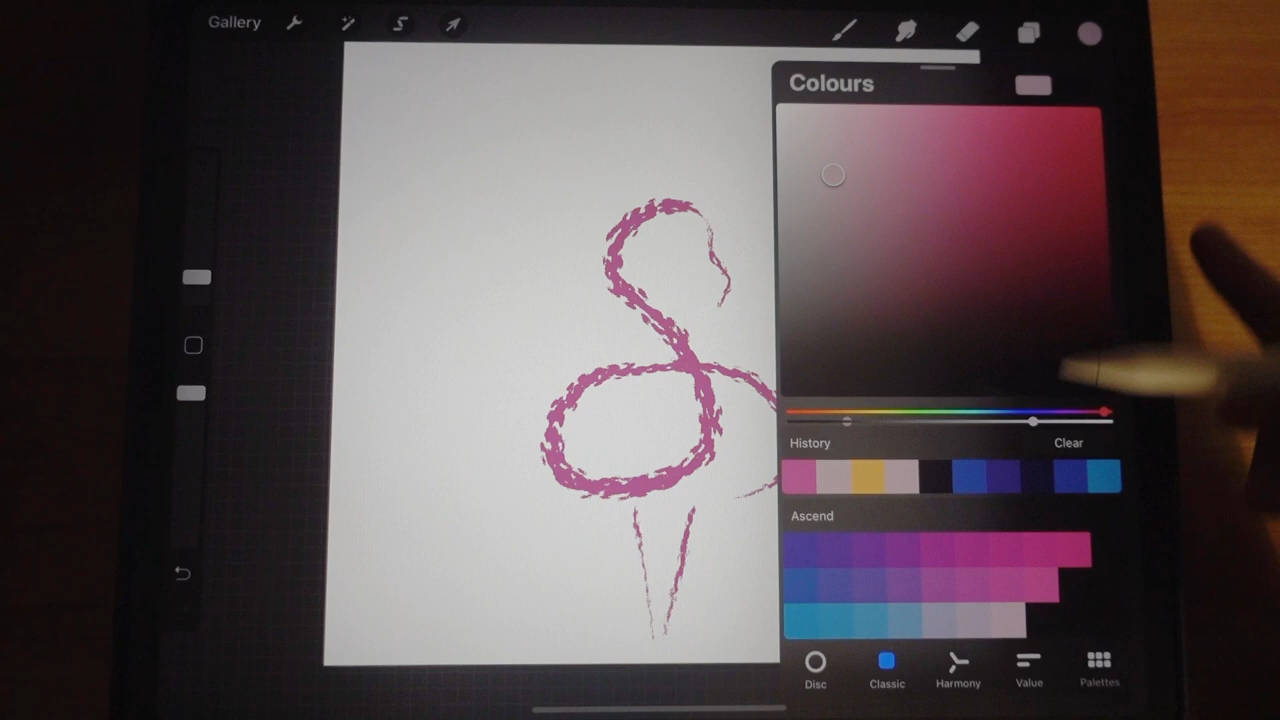 Gallery
Colours
History Clear
Ascend
Disc Classic Harmony Value Palettes